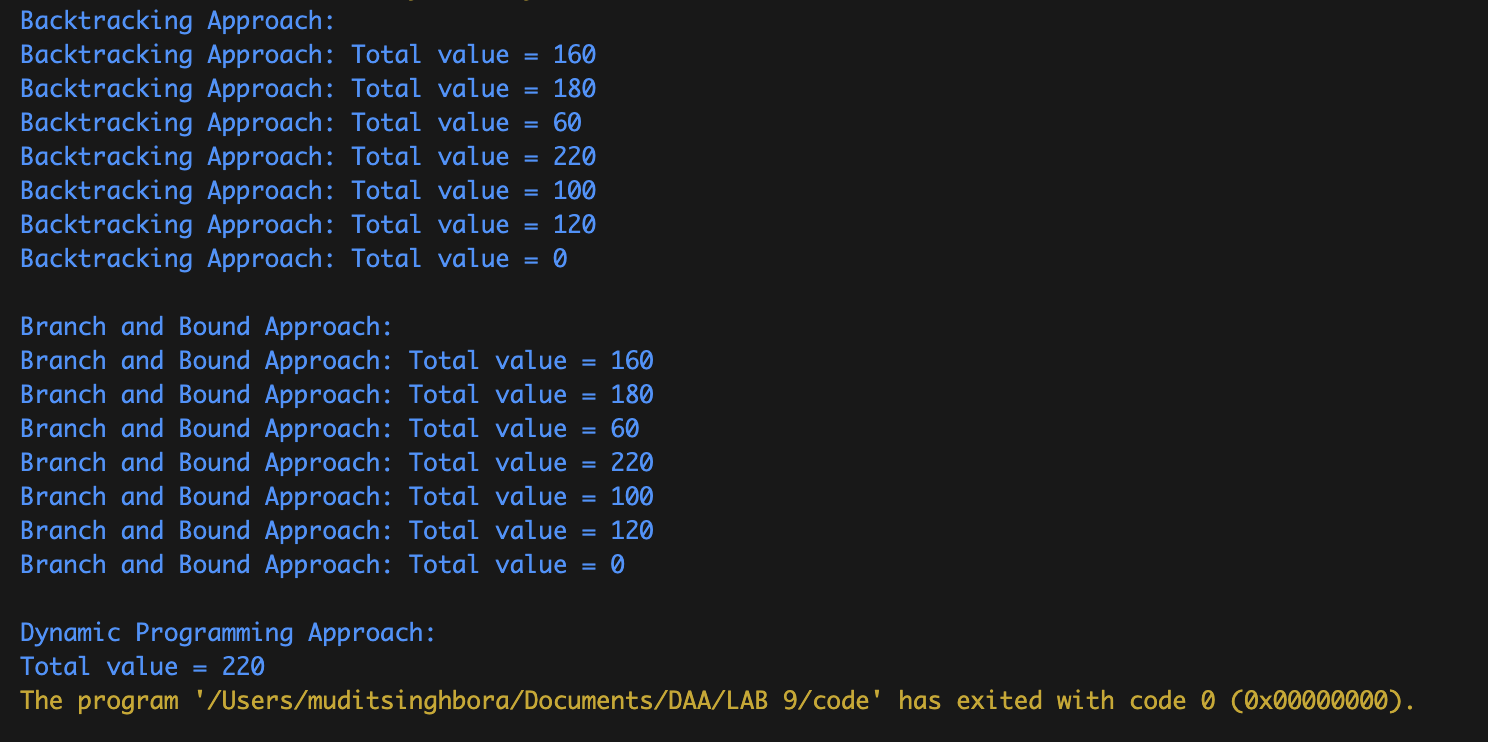 Backtracking Approach:
Backtracking Approach: Total value = 160
Backtracking Approach: Total value = 180
Backtracking Approach: Total value = 60
Backtracking Approach: Total value = 220
Backtracking Approach: Total value = 100
Backtracking Approach: Total value = 120
Backtracking Approach: Total value = 0

Branch and Bound Approach:
Branch and Bound Approach: Total value = 160
Branch and Bound Approach: Total value = 180
Branch and Bound Approach: Total value = 60
Branch and Bound Approach: Total value = 220
Branch and Bound Approach: Total value = 100
Branch and Bound Approach: Total value = 120
Branch and Bound Approach: Total value = 0

Dynamic Programming Approach:
Total value = 220
The program '/Users/muditsinghbora/Documents/DAA/LAB 9/code' has exited with code 0 (0x00000000).